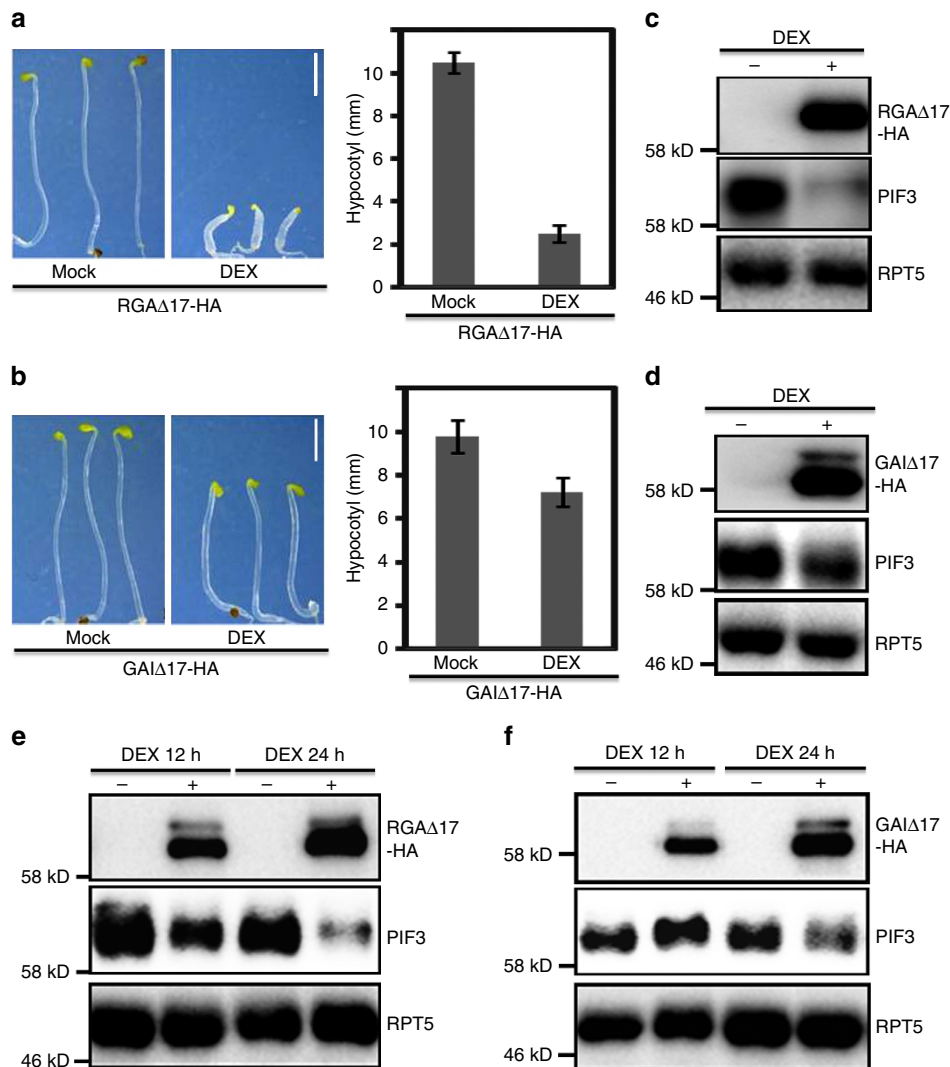 a
Mock
DEX
RGAΔ17-HA
Hypocotyl (mm)
10
8
6
4
2
0
Mock
DEX
RGAΔ17-HA
c
DEX
– +
RGAΔ17
-HA
58 kD
PIF3
58 kD
RPT5
46 kD
b
Mock
DEX
GAIΔ17-HA
Hypocotyl (mm)
10
8
6
4
2
0
Mock
DEX
GAIΔ17-HA
d
DEX
– +
GAIΔ17
-HA
58 kD
PIF3
58 kD
RPT5
46 kD
e
DEX 12 h DEX 24 h
– + – +
RGAΔ17
-HA
58 kD
PIF3
58 kD
RPT5
46 kD
f
DEX 12 h DEX 24 h
– + – +
GAIΔ17
-HA
58 kD
PIF3
58 kD
RPT5
46 kD